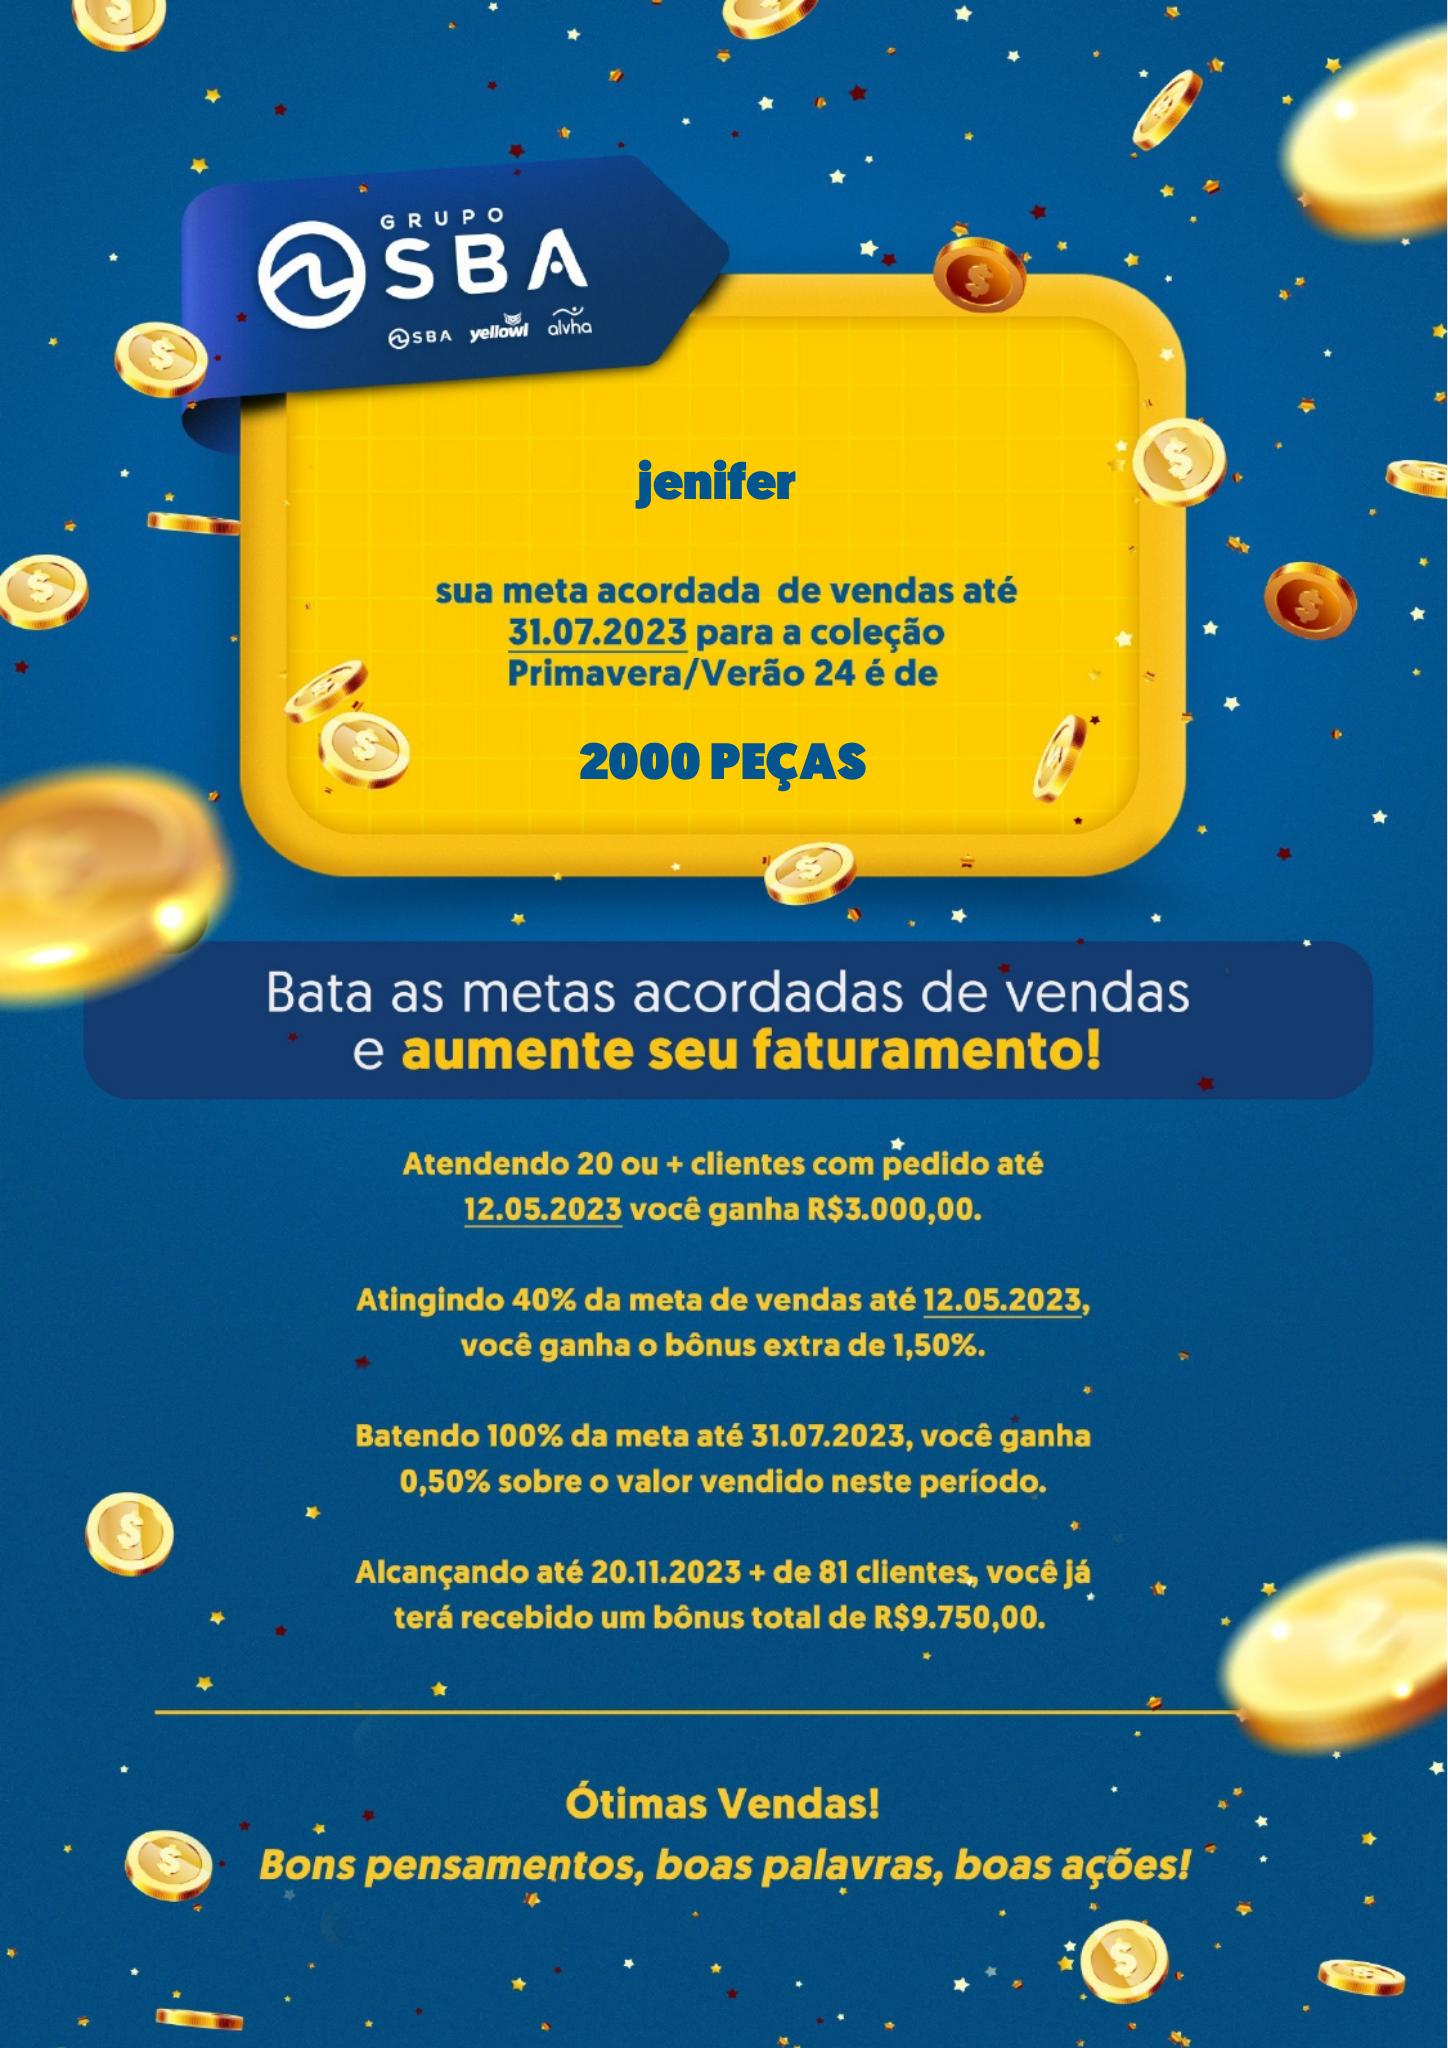 GRUPO
SBA
SBA yellowl alvha
jenifer
sua meta acordada de vendas até
31.07.2023 para a coleção
Primavera/Verão 24 é de
2000 PEÇAS
Bata as metas acordadas de vendas
e aumente seu faturamento!
Atendendo 20 ou + clientes com pedido até
12.05.2023 você ganha R$3.000,00.
Atingindo 40% da meta de vendas até 12.05.2023,
você ganha o bônus extra de 1,50%.
Batendo 100% da meta até 31.07.2023, você ganha
0,50% sobre o valor vendido neste período.
Alcançando até 20.11.2023 + de 81 clientes, você já
terá recebido um bônus total de R$9.750,00.
Ótimas Vendas!
Bons pensamentos, boas palavras, boas ações!